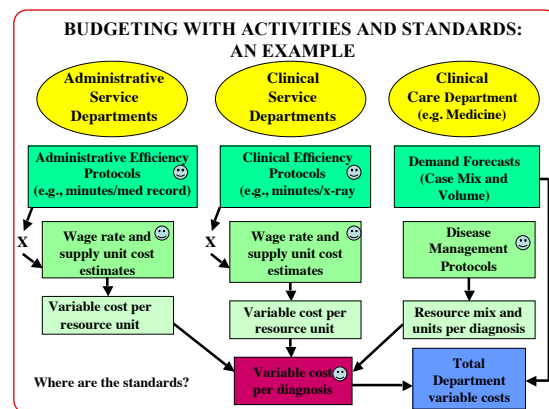 BUDGETING WITH ACTIVITIES AND STANDARDS:
AN EXAMPLE
Administrative
Service
Departments
Clinical
Service
Departments
Clinical
Care Department
(e.g. Medicine)
Administrative Efficiency
Protocols
(e.g., minutes/med record)
Clinical Efficiency
Protocols
(e.g., minutes/x-ray
Demand Forecasts
(Case Mix and
Volume)
X
Wage rate and
supply unit cost
estimates
X
Wage rate and
supply unit cost
estimates
Disease
Management
Protocols
Variable cost per
resource unit
Variable cost per
resource unit
Resource mix and
units per diagnosis
Where are the standards?
Variable cost
per diagnosis
Total
Department
variable costs